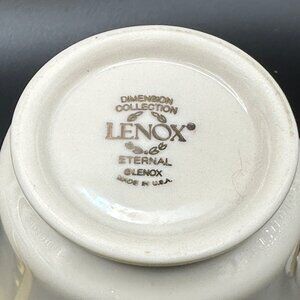 DIMENSION
COLLECTION
LENOX®
ETERNAL
©LENOX
MADE IN U.S.A.